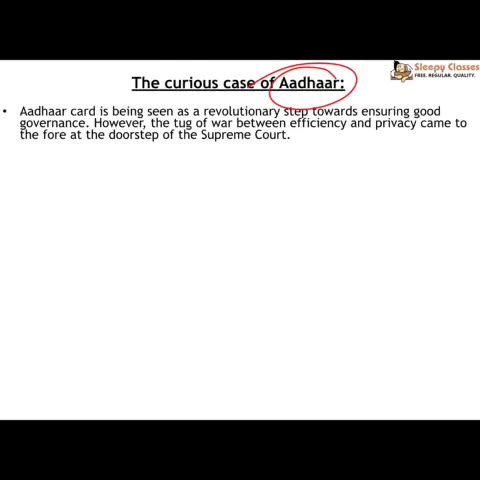 Sleepy Classes
FREE. REGULAR. QUALITY.
The curious case of Aadhaar:
• Aadhaar card is being seen as a revolutionary step towards ensuring good
governance. However, the tug of war between efficiency and privacy came to
the fore at the doorstep of the Supreme Court.